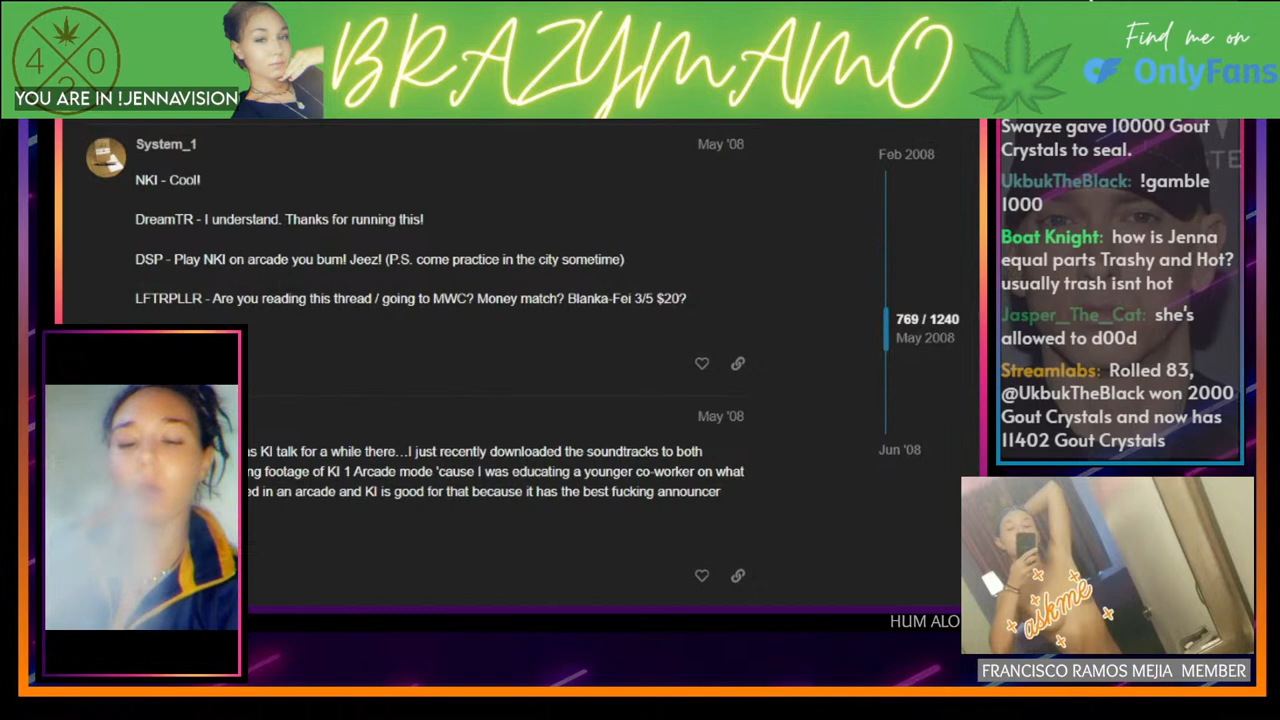 4 0
2
YOU ARE IN !JENNAVISION
BRAZYMAMO
Find me on
OnlyFans
System_1
May '08
NKI - Cool!
DreamTR - I understand. Thanks for running this!
DSP - Play NKI on arcade you bum! Jeez! (P.S. come practice in the city sometime)
LFTRPLLR - Are you reading this thread / going to MWC? Money match? Blanka-Fei 3/5 $20?
May '08
KI talk for a while there…I just recently downloaded the soundtracks to both
footage of KI 1 Arcade mode 'cause I was educating a younger co-worker on what
in an arcade and KI is good for that because it has the best fucking announcer
Feb 2008
769 / 1240
May 2008
Jun '08
Swayze gave 10000 Gout
Crystals to seal.
UkbukTheBlack: !gamble
1000
Boat Knight: how is Jenna
equal parts Trashy and Hot?
usually trash isnt hot
Jasper_The_Cat: she's
allowed to d00d
Streamlabs: Rolled 83,
@UkbukTheBlack won 2000
Gout Crystals and now has
11402 Gout Crystals
ask me
HUM ALO
FRANCISCO RAMOS MEJIA MEMBER